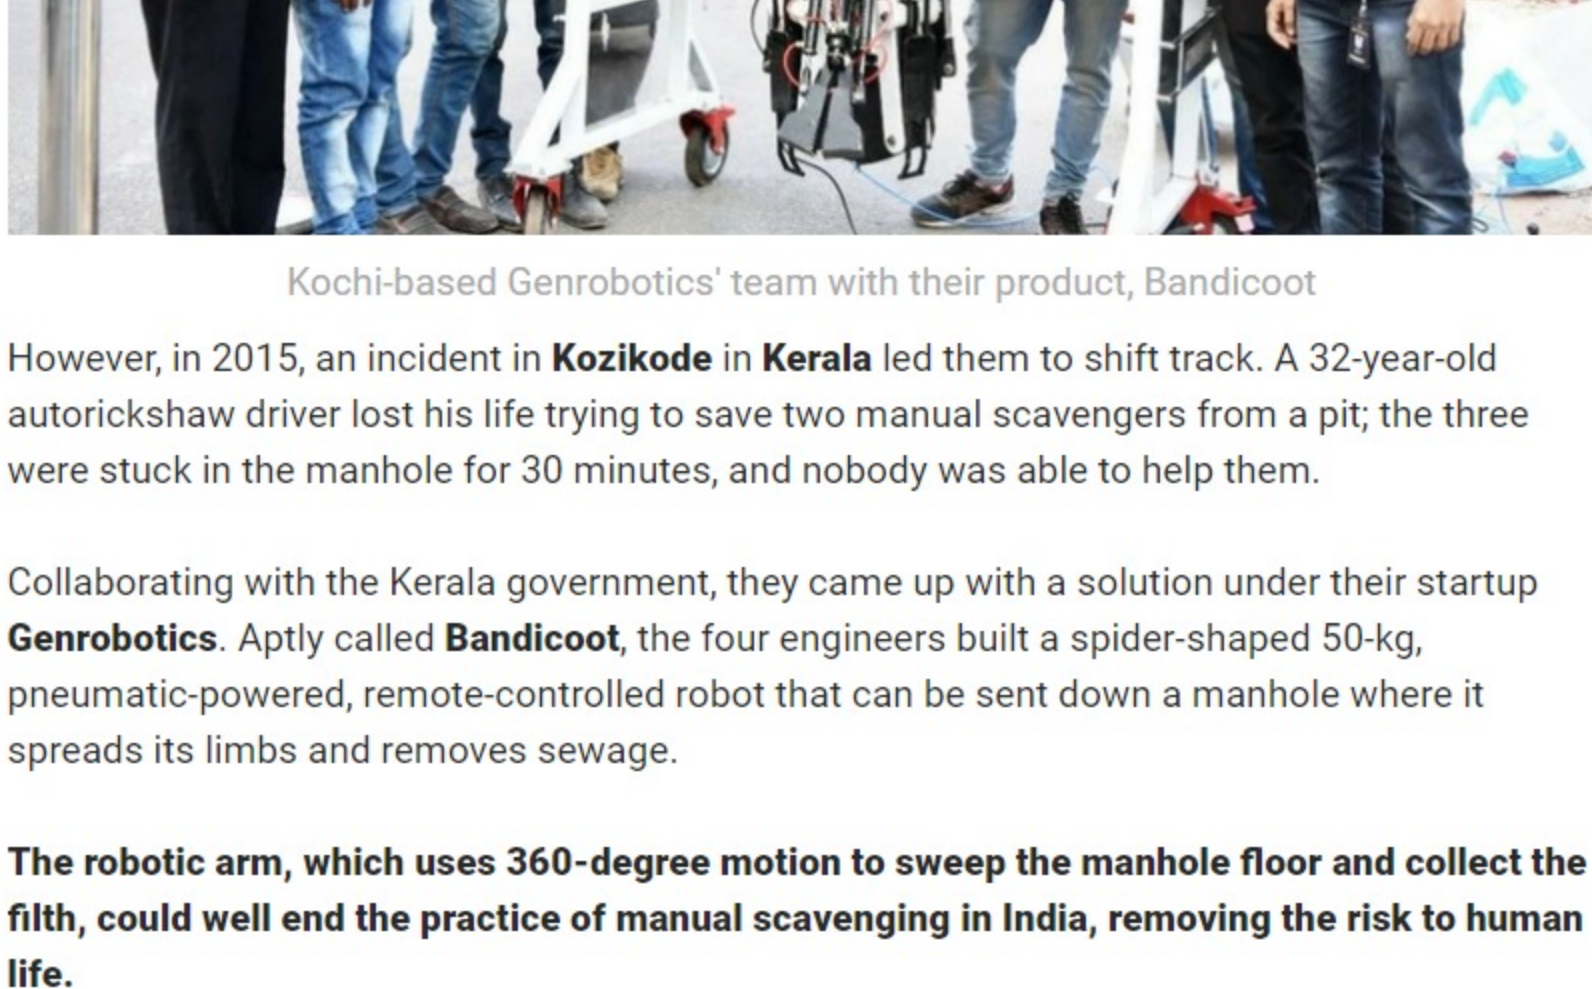 Kochi-based Genrobotics' team with their product, Bandicoot
However, in 2015, an incident in Kozikode in Kerala led them to shift track. A 32-year-old
autorickshaw driver lost his life trying to save two manual scavengers from a pit; the three
were stuck in the manhole for 30 minutes, and nobody was able to help them.
Collaborating with the Kerala government, they came up with a solution under their startup
Genrobotics. Aptly called Bandicoot, the four engineers built a spider-shaped 50-kg,
pneumatic-powered, remote-controlled robot that can be sent down a manhole where it
spreads its limbs and removes sewage.
The robotic arm, which uses 360-degree motion to sweep the manhole floor and collect the
filth, could well end the practice of manual scavenging in India, removing the risk to human
life.